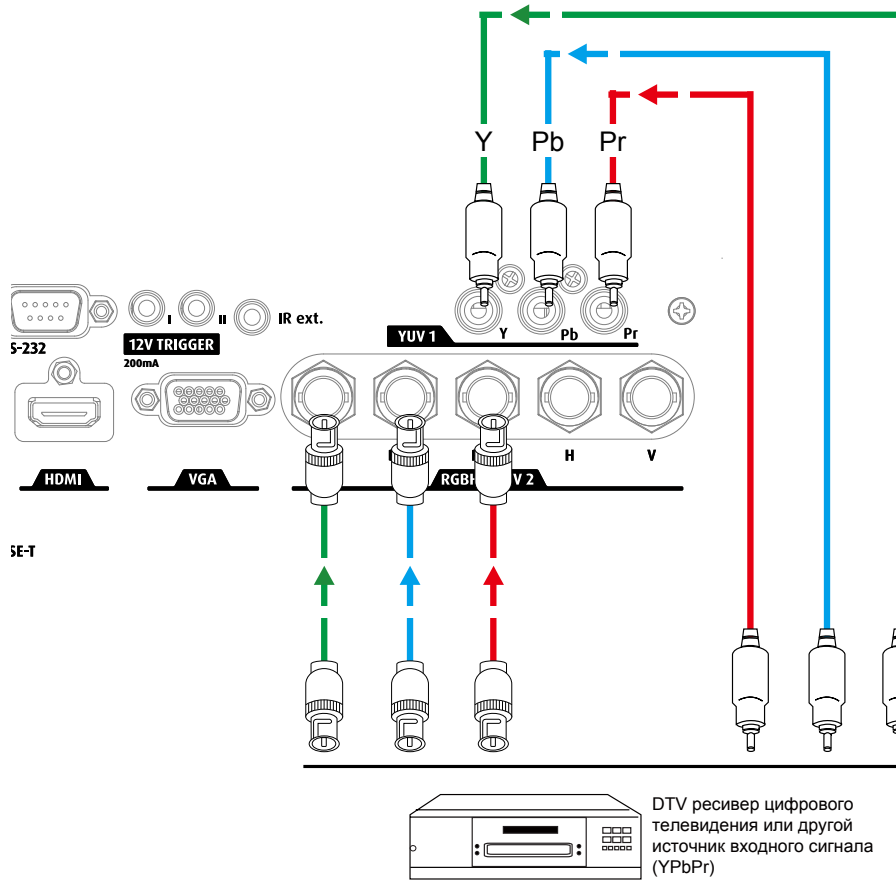 Y Pb Pr
I II IR ext.
S-232
12V TRIGGER
200mA
YUV 1 Y Pb Pr
H V
HDMI VGA
SE-T
DTV ресивер цифрового
телевидения или другой
источник входного сигнала
(YPbPr)